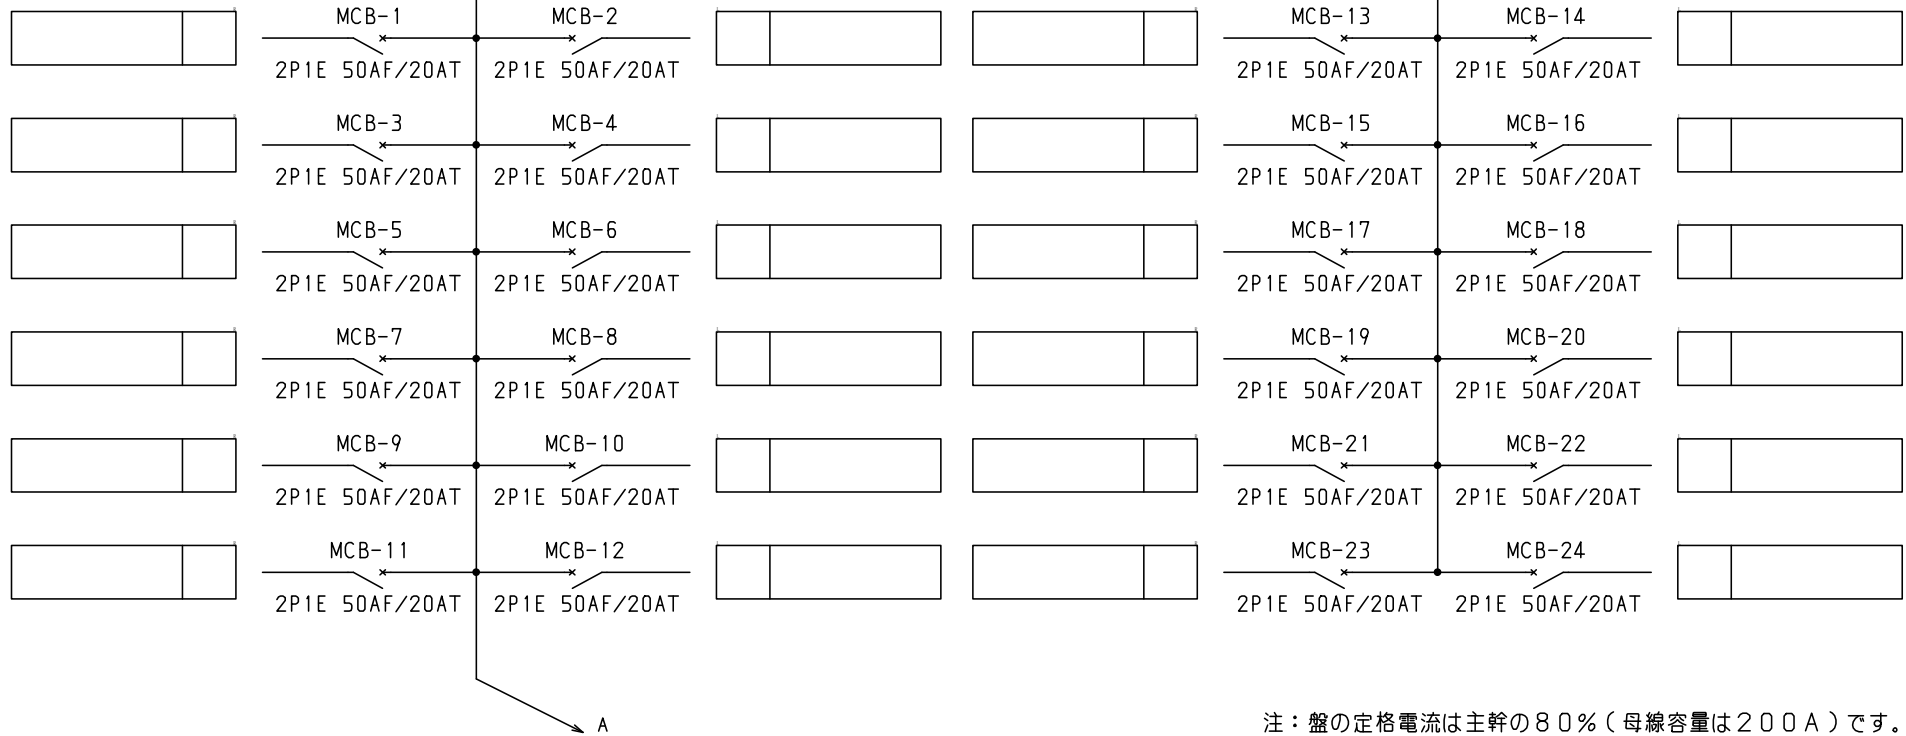 MCB-1 MCB-2 MCB-13 MCB-14
2P1E 50AF/20AT 2P1E 50AF/20AT 2P1E 50AF/20AT 2P1E 50AF/20AT
MCB-3 MCB-4 MCB-15 MCB-16
2P1E 50AF/20AT 2P1E 50AF/20AT 2P1E 50AF/20AT 2P1E 50AF/20AT
MCB-5 MCB-6 MCB-17 MCB-18
2P1E 50AF/20AT 2P1E 50AF/20AT 2P1E 50AF/20AT 2P1E 50AF/20AT
MCB-7 MCB-8 MCB-19 MCB-20
2P1E 50AF/20AT 2P1E 50AF/20AT 2P1E 50AF/20AT 2P1E 50AF/20AT
MCB-9 MCB-10 MCB-21 MCB-22
2P1E 50AF/20AT 2P1E 50AF/20AT 2P1E 50AF/20AT 2P1E 50AF/20AT
MCB-11 MCB-12 MCB-23 MCB-24
2P1E 50AF/20AT 2P1E 50AF/20AT 2P1E 50AF/20AT 2P1E 50AF/20AT
A
注：盤の定格電流は主幹の８０％（母線容量は２００Ａ）です。